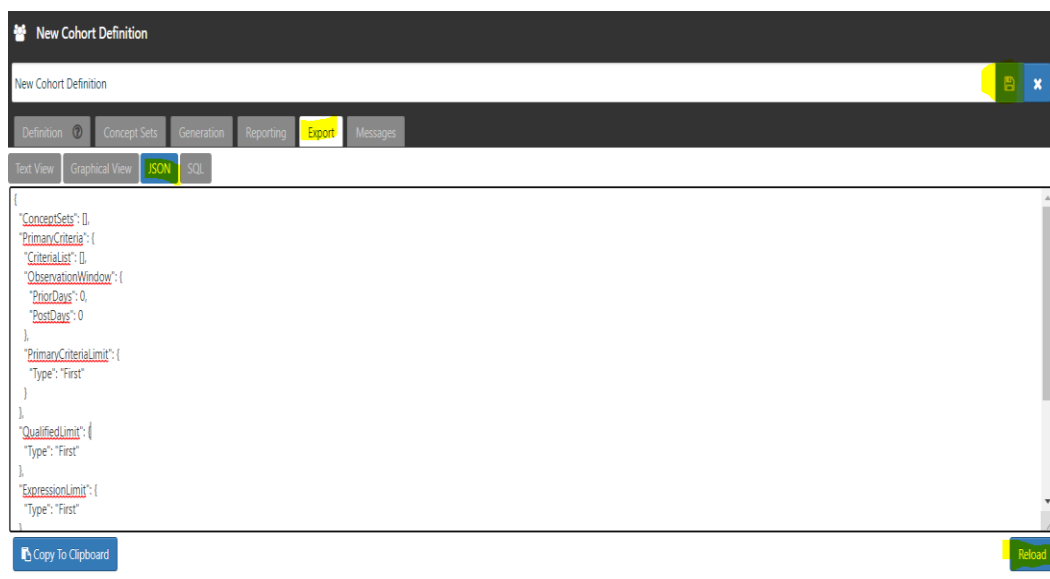 New Cohort Definition
New Cohort Definition
Definition Concept Sets Generation Reporting Export Messages
Text View Graphical View JSON SQL
{
"ConceptSets": [],
"PrimaryCriteria": {
"CriteriaList": [],
"ObservationWindow": {
"PriorDays": 0,
"PostDays": 0
},
"PrimaryCriteriaLimit": {
"Type": "First"
}
},
"QualifiedLimit": {
"Type": "First"
},
"ExpressionLimit": {
"Type": "First"
}
Copy To Clipboard Reload